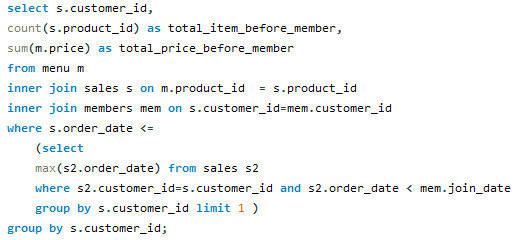 select s.customer_id,
count(s.product_id) as total_item_before_member,
sum(m.price) as total_price_before_member
from menu m
inner join sales s on m.product_id  = s.product_id
inner join members mem on s.customer_id=mem.customer_id
where s.order_date <=
    (select
    max(s2.order_date) from sales s2
    where s2.customer_id=s.customer_id and s2.order_date < mem.join_date
    group by s.customer_id limit 1 )
group by s.customer_id;